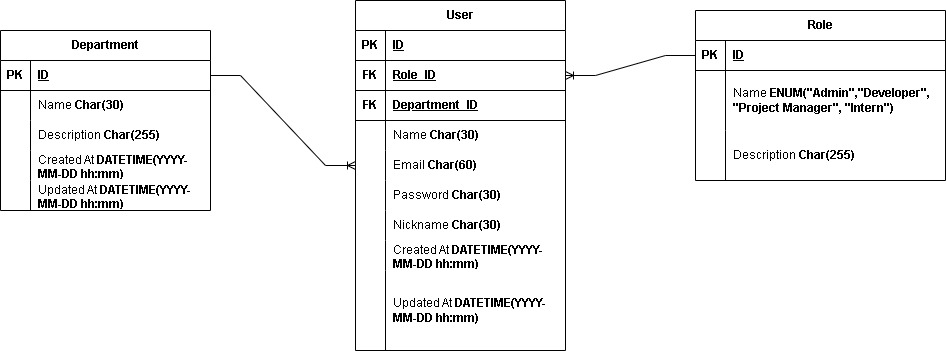 Department
PK ID
Name Char(30)
Description Char(255)
Created At DATETIME(YYYY-
MM-DD hh:mm)
Updated At DATETIME(YYYY-
MM-DD hh:mm)
User
PK ID
FK Role_ID
FK Department_ID
Name Char(30)
Email Char(60)
Password Char(30)
Nickname Char(30)
Created At DATETIME(YYYY-
MM-DD hh:mm)
Updated At DATETIME(YYYY-
MM-DD hh:mm)
Role
PK ID
Name ENUM("Admin","Developer",
"Project Manager", "Intern")
Description Char(255)